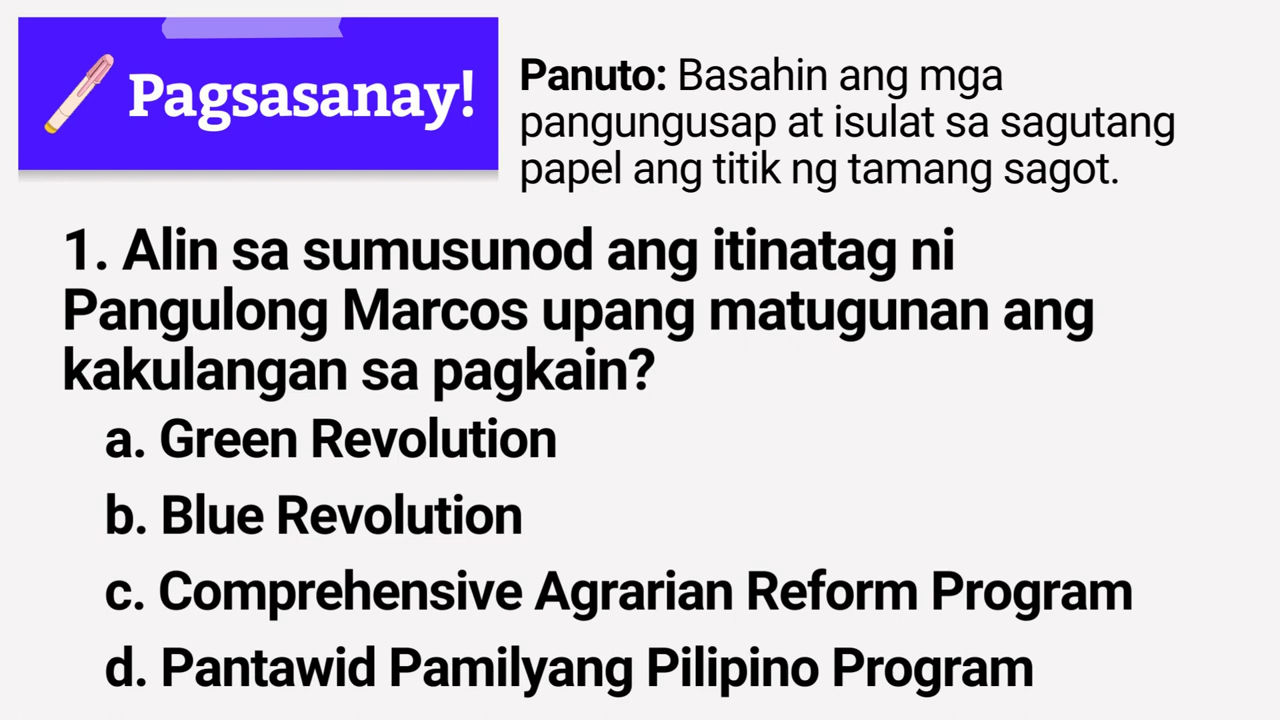 Pagsasanay!
Panuto: Basahin ang mga
pangungusap at isulat sa sagutang
papel ang titik ng tamang sagot.
1. Alin sa sumusunod ang itinatag ni
Pangulong Marcos upang matugunan ang
kakulangan sa pagkain?
a. Green Revolution
b. Blue Revolution
c. Comprehensive Agrarian Reform Program
d. Pantawid Pamilyang Pilipino Program